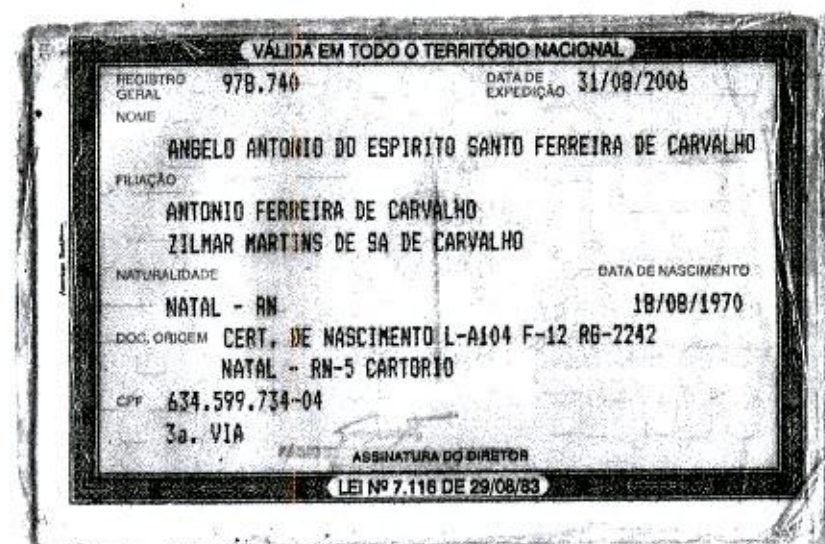 VÁLIDA EM TODO O TERRITÓRIO NACIONAL
REGISTRO GERAL 978.740 DATA DE EXPEDIÇÃO 31/08/2006
NOME
ANGELO ANTONIO DO ESPIRITO SANTO FERREIRA DE CARVALHO
FILIAÇÃO
ANTONIO FERREIRA DE CARVALHO
ZILMAR MARTINS DE SA DE CARVALHO
NATURALIDADE DATA DE NASCIMENTO
NATAL - RN 18/08/1970
DOC. ORIGEM CERT. DE NASCIMENTO L-A104 F-12 RG-2242
NATAL - RN-5 CARTORIO
CPF 634.599.734-04
3a. VIA
ASSINATURA DO DIRETOR
LEI Nº 7.116 DE 29/08/83